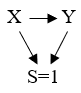 X → Y
S=1